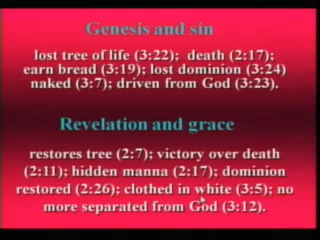 Genesis and sin
lost tree of life (3:22); death (2:17);
earn bread (3:19); lost dominion (3:24)
naked (3:7); driven from God (3:23).
Revelation and grace
restores tree (2:7); victory over death
(2:11); hidden manna (2:17); dominion
restored (2:26); clothed in white (3:5); no
more separated from God (3:12).